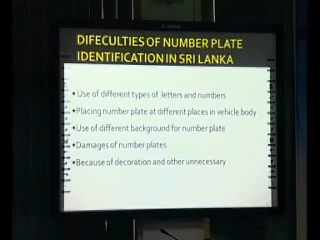 DIFECULTIES OF NUMBER PLATE
IDENTIFICATION IN SRI LANKA
• Use of different types of letters and numbers
• Placing number plate at different places in vehicle body
• Use of different background for number plate
• Damages of number plates
• Because of decoration and other unnecessary